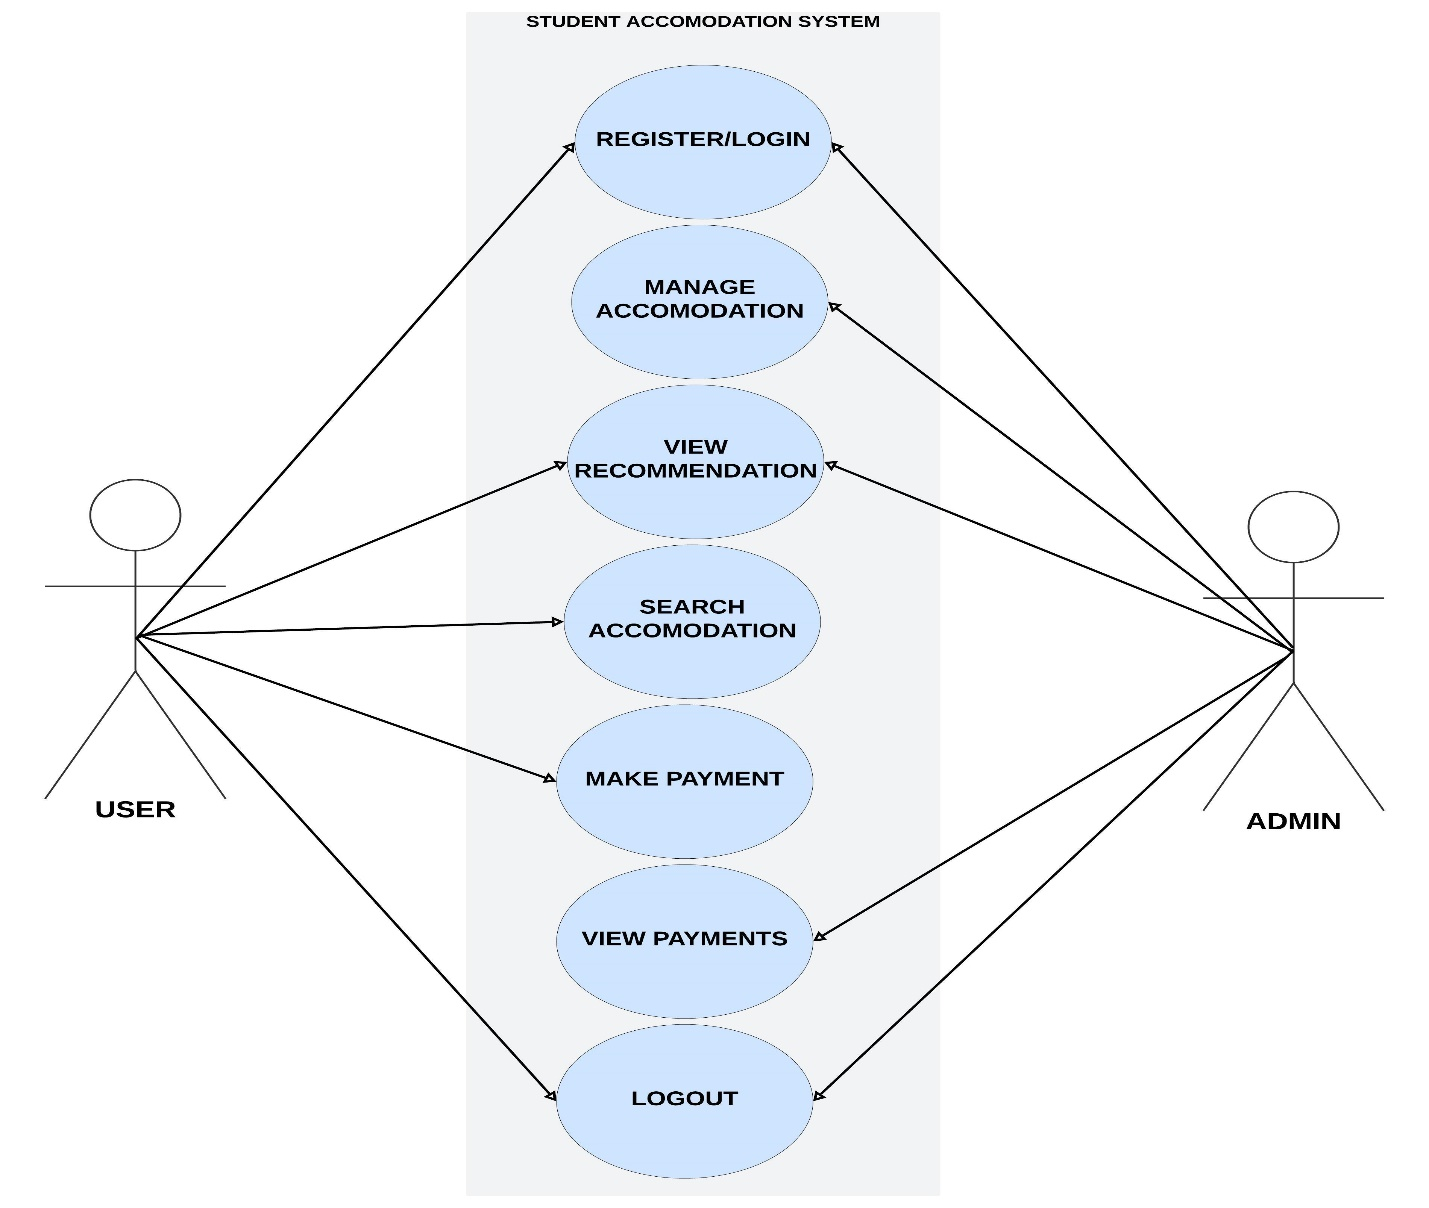 STUDENT ACCOMODATION SYSTEM
REGISTER/LOGIN
MANAGE
ACCOMODATION
VIEW
RECOMMENDATION
SEARCH
ACCOMODATION
MAKE PAYMENT
USER
ADMIN
VIEW PAYMENTS
LOGOUT